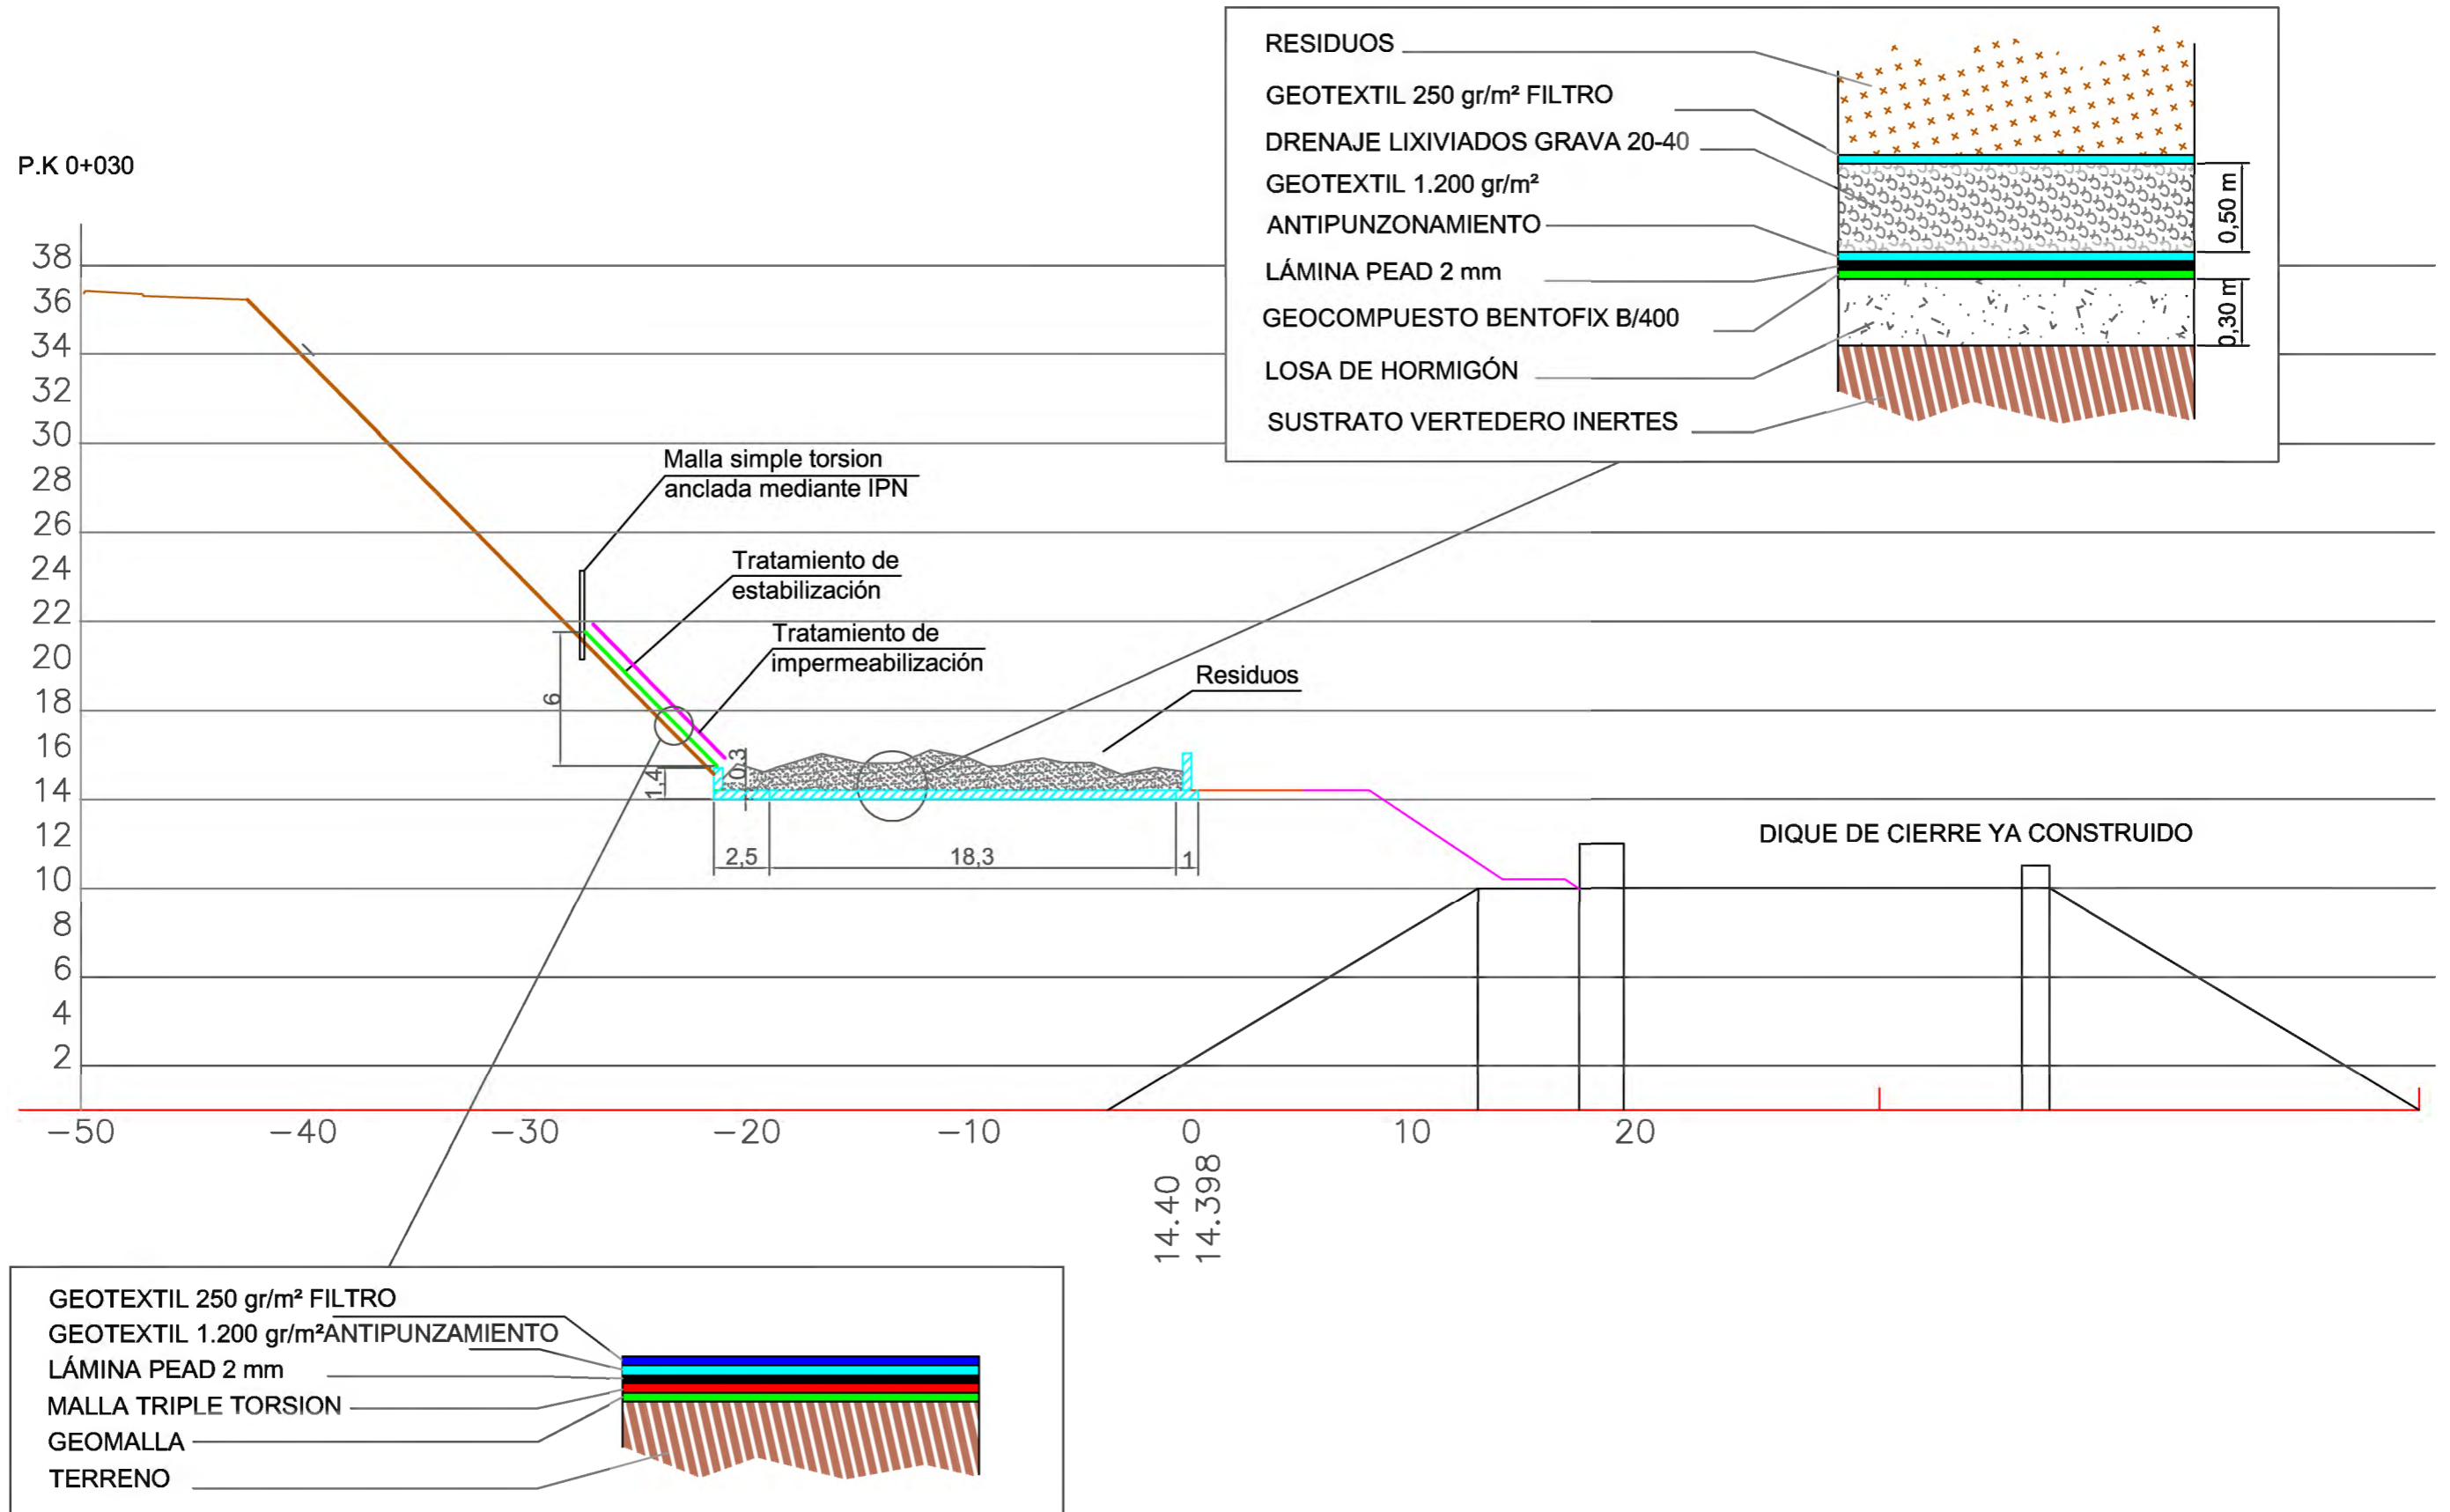 RESIDUOS
GEOTEXTIL 250 gr/m² FILTRO
DRENAJE LIXIVIADOS GRAVA 20-40
GEOTEXTIL 1.200 gr/m²
ANTIPUNZONAMIENTO
LÁMINA PEAD 2 mm
GEOCOMPUESTO BENTOFIX B/400
LOSA DE HORMIGÓN
SUSTRATO VERTEDERO INERTES
0,50 m
0,30 m
P.K 0+030
38
36
34
32
30
28
26
24
22
20
18
16
14
12
10
8
6
4
2
Malla simple torsion
anclada mediante IPN
Tratamiento de
estabilización
Tratamiento de
impermeabilización
Residuos
6
1,4
0,3
2,5
18,3
1
DIQUE DE CIERRE YA CONSTRUIDO
-50
-40
-30
-20
-10
0
10
20
14.40
14.398
GEOTEXTIL 250 gr/m² FILTRO
GEOTEXTIL 1.200 gr/m²ANTIPUNZAMIENTO
LÁMINA PEAD 2 mm
MALLA TRIPLE TORSION
GEOMALLA
TERRENO